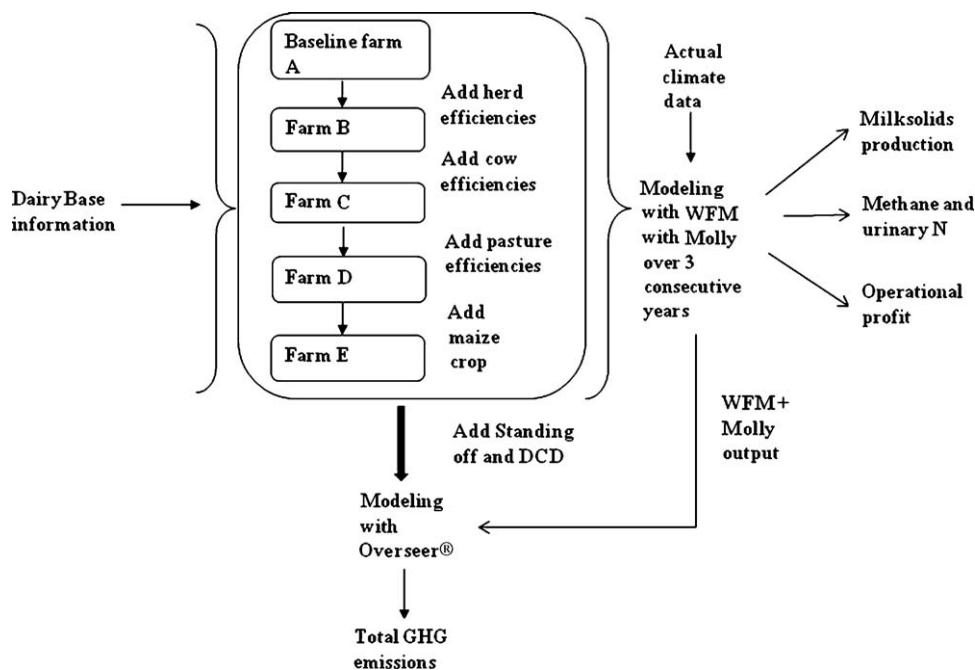 Dairy Base
information
Baseline farm
A
Add herd
efficiencies
Farm B
Add cow
efficiencies
Farm C
Add pasture
efficiencies
Farm D
Add
maize
crop
Farm E
Actual
climate
data
Modeling
with WFM
with Molly
over 3
consecutive
years
Milksolids
production
Methane and
urinary N
Operational
profit
WFM+
Molly
output
Add Standing
off and DCD
Modeling
with
Overseer®
Total GHG
emissions